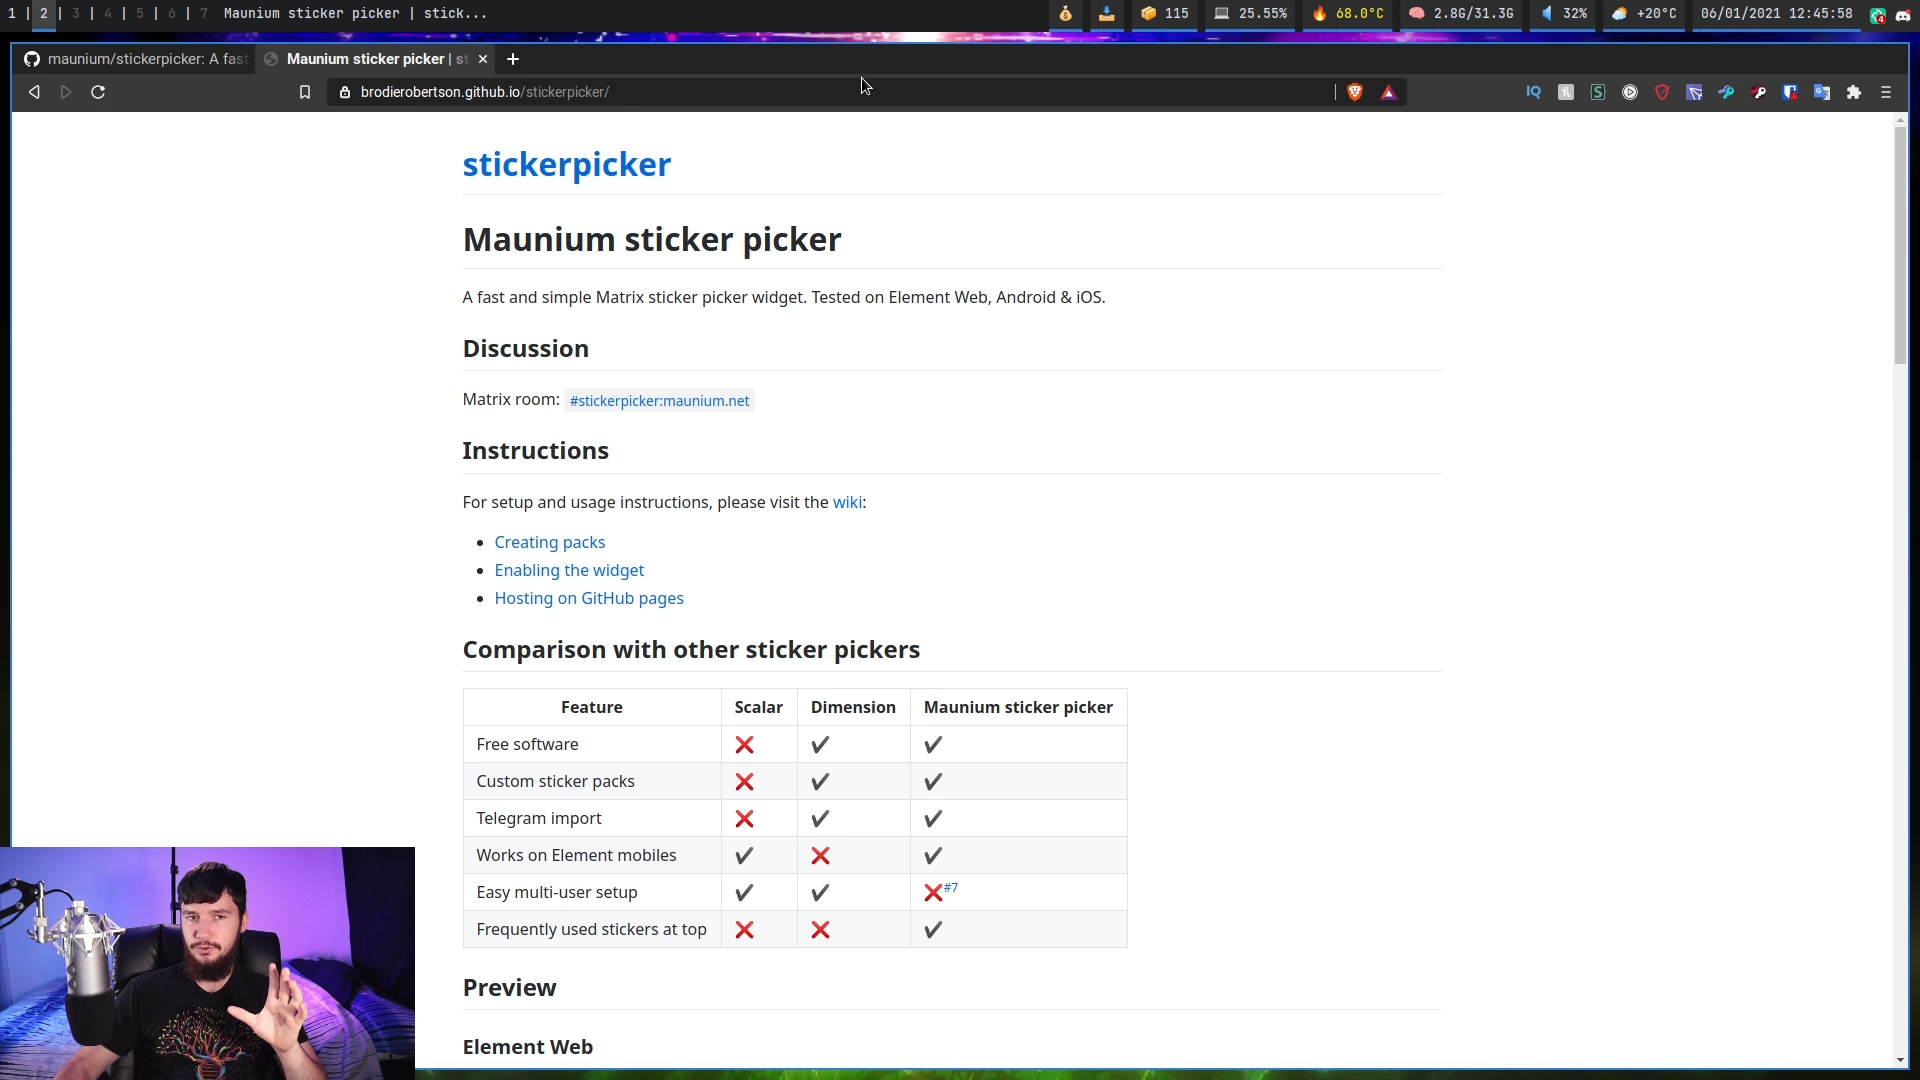 1 | 2 | 3 | 4 | 5 | 6 | 7 Maunium sticker picker | stick...
115 25.55% 68.0°C 2.8G/31.3G 32% +20°C 06/01/2021 12:45:58
maunium/stickerpicker: A fast
Maunium sticker picker | st
brodierobertson.github.io/stickerpicker/
stickerpicker
Maunium sticker picker
A fast and simple Matrix sticker picker widget. Tested on Element Web, Android & iOS.
Discussion
Matrix room: #stickerpicker:maunium.net
Instructions
For setup and usage instructions, please visit the wiki:
Creating packs
Enabling the widget
Hosting on GitHub pages
Comparison with other sticker pickers
Feature Scalar Dimension Maunium sticker picker
Free software ❌ ✔ ✔
Custom sticker packs ❌ ✔ ✔
Telegram import ❌ ✔ ✔
Works on Element mobiles ✔ ❌ ✔
Easy multi-user setup ✔ ✔ ❌#7
Frequently used stickers at top ❌ ❌ ✔
Preview
Element Web